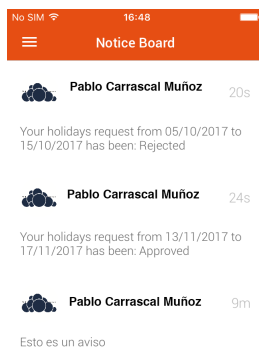 No SIM 16:48
Notice Board
Pablo Carrascal Muñoz 20s
Your holidays request from 05/10/2017 to
15/10/2017 has been: Rejected
Pablo Carrascal Muñoz 24s
Your holidays request from 13/11/2017 to
17/11/2017 has been: Approved
Pablo Carrascal Muñoz 9m
Esto es un aviso